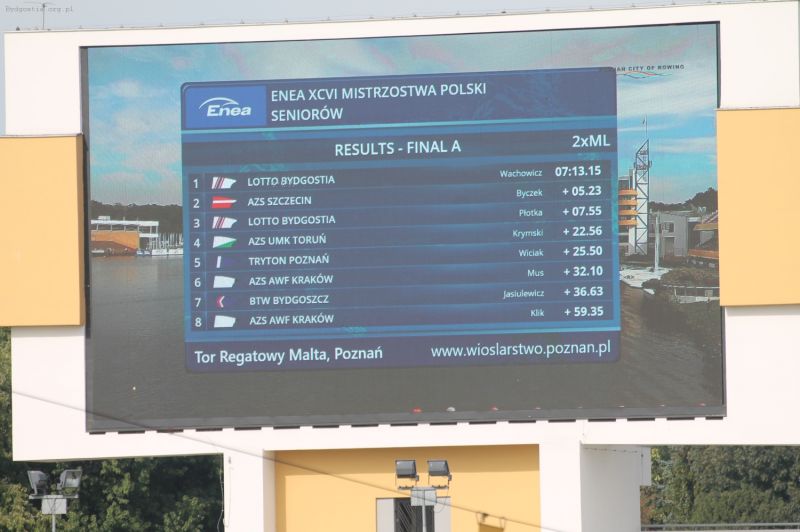 Bydgostia.org.pl
AN CITY OF ROWING
Enea
ENEA XCVI MISTRZOSTWA POLSKI
SENIORÓW
RESULTS - FINAL A 2xML
1 LOTTO BYDGOSTIA Wachowicz 07:13.15
2 AZS SZCZECIN Byczek + 05.23
3 LOTTO BYDGOSTIA Płotka + 07.55
4 AZS UMK TORUŃ Krymski + 22.56
5 TRYTON POZNAŃ Wiciak + 25.50
6 AZS AWF KRAKÓW Mus + 32.10
7 BTW BYDGOSZCZ Jasiulewicz + 36.63
8 AZS AWF KRAKÓW Klik + 59.35
Tor Regatowy Malta, Poznań www.wioslarstwo.poznan.pl